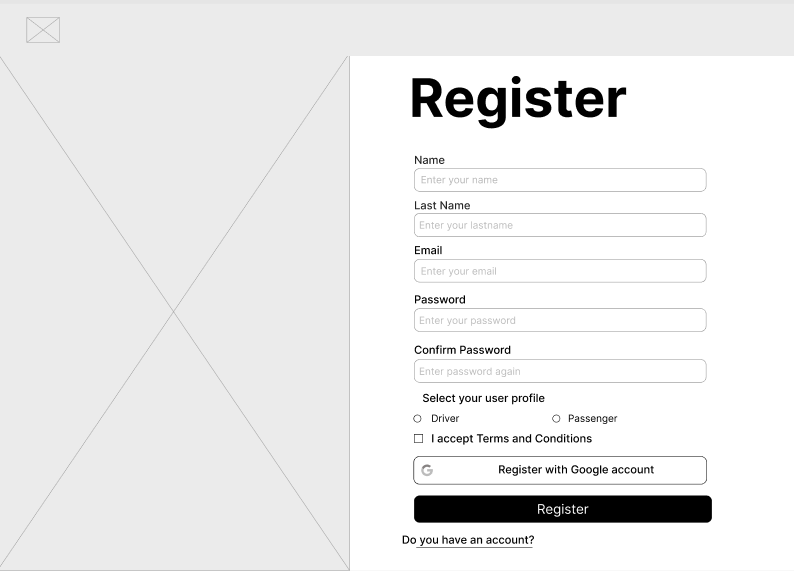 Register
Name
Enter your name
Last Name
Enter your lastname
Email
Enter your email
Password
Enter your password
Confirm Password
Enter password again
Select your user profile
Driver Passenger
I accept Terms and Conditions
Register with Google account
Register
Do you have an account?